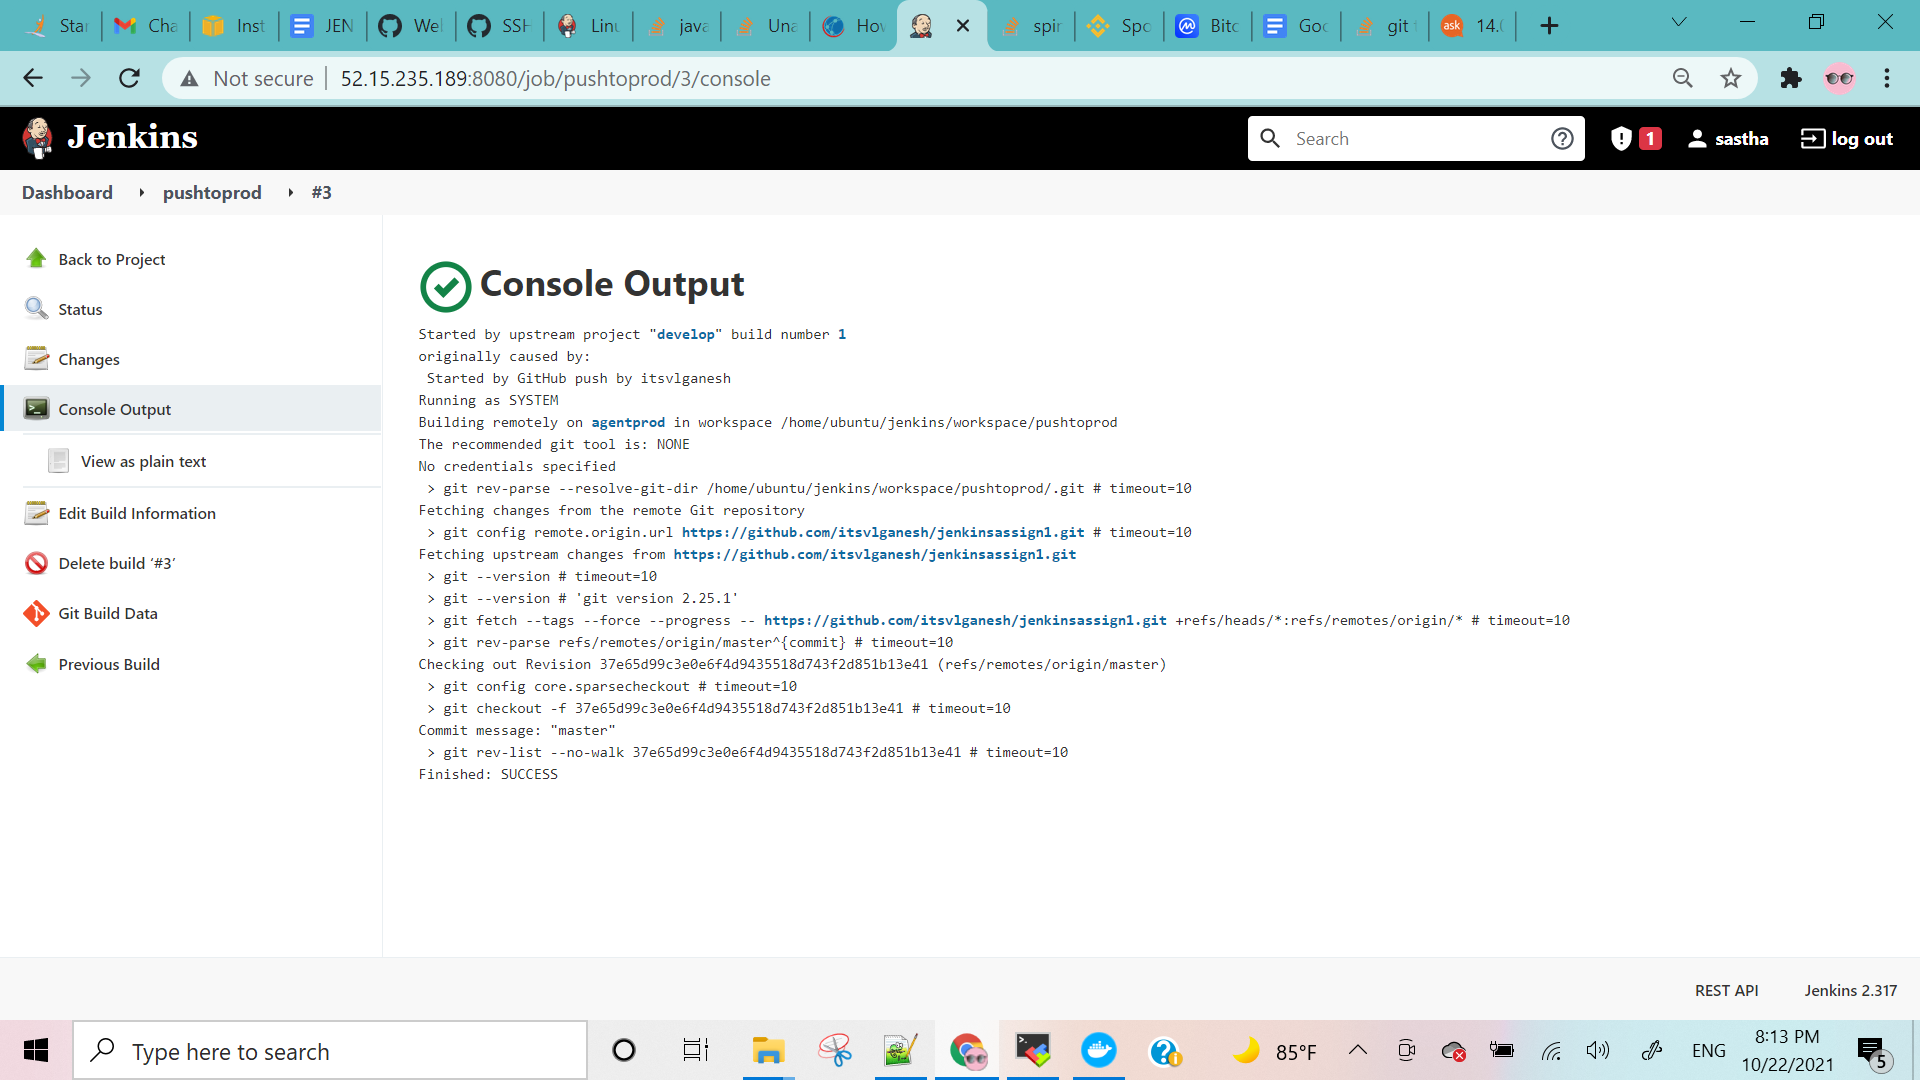 Star
Cha
Inst
JEN
Wel
SSH
Linu
java
Una
How
spir
Spo
Bitc
Goo
git
14.
Not secure
52.15.235.189:8080/job/pushtoprod/3/console
Jenkins
Search
1
sastha
log out
Dashboard
pushtoprod
#3
Back to Project
Status
Changes
Console Output
View as plain text
Edit Build Information
Delete build ‘#3’
Git Build Data
Previous Build
Console Output
Started by upstream project "develop" build number 1
originally caused by:
Started by GitHub push by itsvlganesh
Running as SYSTEM
Building remotely on agentprod in workspace /home/ubuntu/jenkins/workspace/pushtoprod
The recommended git tool is: NONE
No credentials specified
> git rev-parse --resolve-git-dir /home/ubuntu/jenkins/workspace/pushtoprod/.git # timeout=10
Fetching changes from the remote Git repository
> git config remote.origin.url https://github.com/itsvlganesh/jenkinsassign1.git # timeout=10
Fetching upstream changes from https://github.com/itsvlganesh/jenkinsassign1.git
> git --version # timeout=10
> git --version # 'git version 2.25.1'
> git fetch --tags --force --progress -- https://github.com/itsvlganesh/jenkinsassign1.git +refs/heads/*:refs/remotes/origin/* # timeout=10
> git rev-parse refs/remotes/origin/master^{commit} # timeout=10
Checking out Revision 37e65d99c3e0e6f4d9435518d743f2d851b13e41 (refs/remotes/origin/master)
> git config core.sparsecheckout # timeout=10
> git checkout -f 37e65d99c3e0e6f4d9435518d743f2d851b13e41 # timeout=10
Commit message: "master"
> git rev-list --no-walk 37e65d99c3e0e6f4d9435518d743f2d851b13e41 # timeout=10
Finished: SUCCESS
REST API
Jenkins 2.317
Type here to search
85°F
ENG
8:13 PM
10/22/2021
5